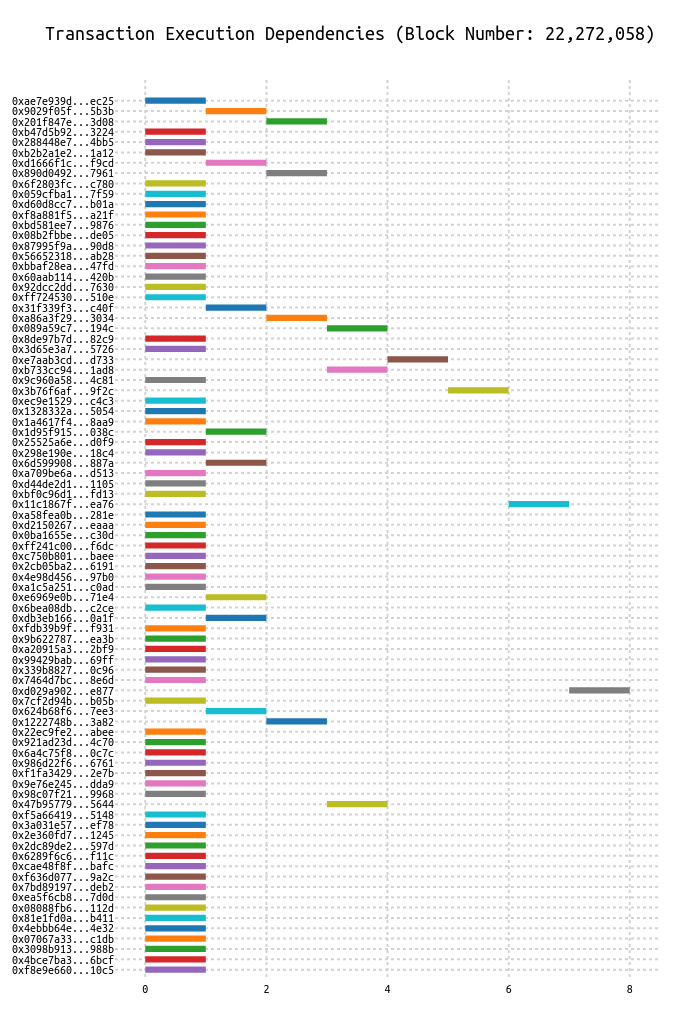 Transaction Execution Dependencies (Block Number: 22,272,058)
0xae7e939d...ec25
0x9029f05f...5b3b
0x201f847e...3d08
0xb47d5b92...3224
0x288448e7...4bb5
0xb2b2a1e2...1a12
0xd1666f1c...f9cd
0x890d0492...7961
0x6f2803fc...c780
0x059cfba1...7f59
0xd60d8cc7...b01a
0xf8a881f5...a21f
0xbd581ee7...9876
0x08b2fbbe...de05
0x87995f9a...90d8
0x56652318...ab28
0xbbaf28ea...47fd
0x60aab114...420b
0x92dcc2dd...7630
0xff724530...510e
0x31f339f3...c40f
0xa86a3f29...3034
0x089a59c7...194c
0x8de97b7d...82c9
0x3d65e3a7...5726
0xe7aab3cd...d733
0xb733cc94...1ad8
0x9c960a58...4c81
0x3b76f6af...9f2c
0xec9e1529...c4c3
0x1328332a...5054
0x1a4617f4...8aa9
0x1d95f915...038c
0x25525a6e...d0f9
0x298e190e...18c4
0x6d599908...887a
0xa709be6a...d513
0xd44de2d1...1105
0xbf0c96d1...fd13
0x11c1867f...ea76
0xa58fea0b...281e
0xd2150267...eaaa
0x0ba1655e...c30d
0xff241c00...f6dc
0xc750b801...baee
0x2cb05ba2...6191
0x4e98d456...97b0
0xa1c5a251...c0ad
0xe6969e0b...71e4
0x6bea08db...c2ce
0xdb3eb166...0a1f
0xfdb39b9f...f931
0x9b622787...ea3b
0xa20915a3...2bf9
0x99429bab...69ff
0x339b8827...0c96
0x7464d7bc...8e6d
0xd029a902...e877
0x7cf2d94b...b05b
0x624b68f6...7ee3
0x1222748b...3a82
0x22ec9fe2...abee
0x921ad23d...4c70
0x6a4c75f8...0c7c
0x986d22f6...6761
0xf1fa3429...2e7b
0x9e76e245...dda9
0x98c07f21...9968
0x47b95779...5644
0xf5a66419...5148
0x3a031e57...ef78
0x2e360fd7...1245
0x2dc89de2...597d
0x6289f6c6...f11c
0xcae48f8f...bafc
0xf636d077...9a2c
0x7bd89197...deb2
0xea5f6cb8...7d0d
0x08088fb6...112d
0x81e1fd0a...b411
0x4ebbb64e...4e32
0x07067a33...c1db
0x3098b913...988b
0x4bce7ba3...6bcf
0xf8e9e660...10c5
0 2 4 6 8